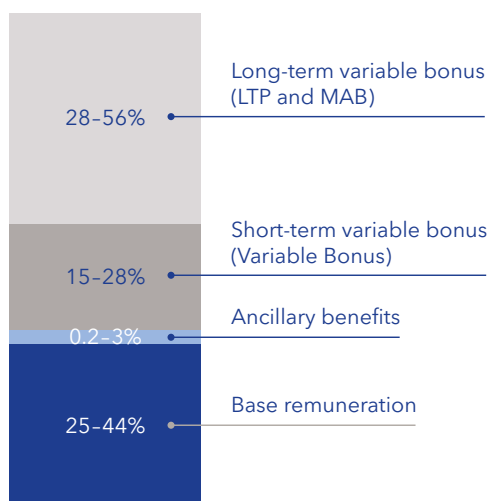 Long-term variable bonus
(LTP and MAB)
28–56%
Short-term variable bonus
(Variable Bonus)
15–28%
Ancillary benefits
0.2–3%
Base remuneration
25–44%